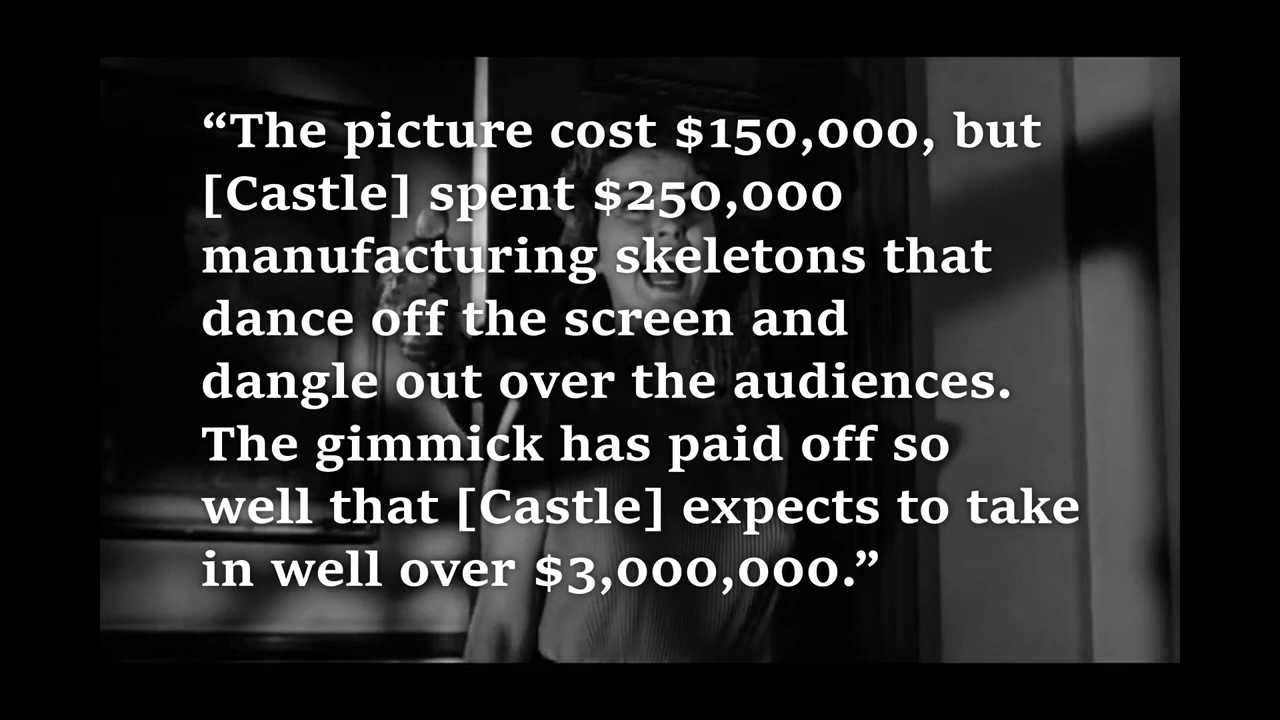 “The picture cost $150,000, but
[Castle] spent $250,000
manufacturing skeletons that
dance off the screen and
dangle out over the audiences.
The gimmick has paid off so
well that [Castle] expects to take
in well over $3,000,000.”